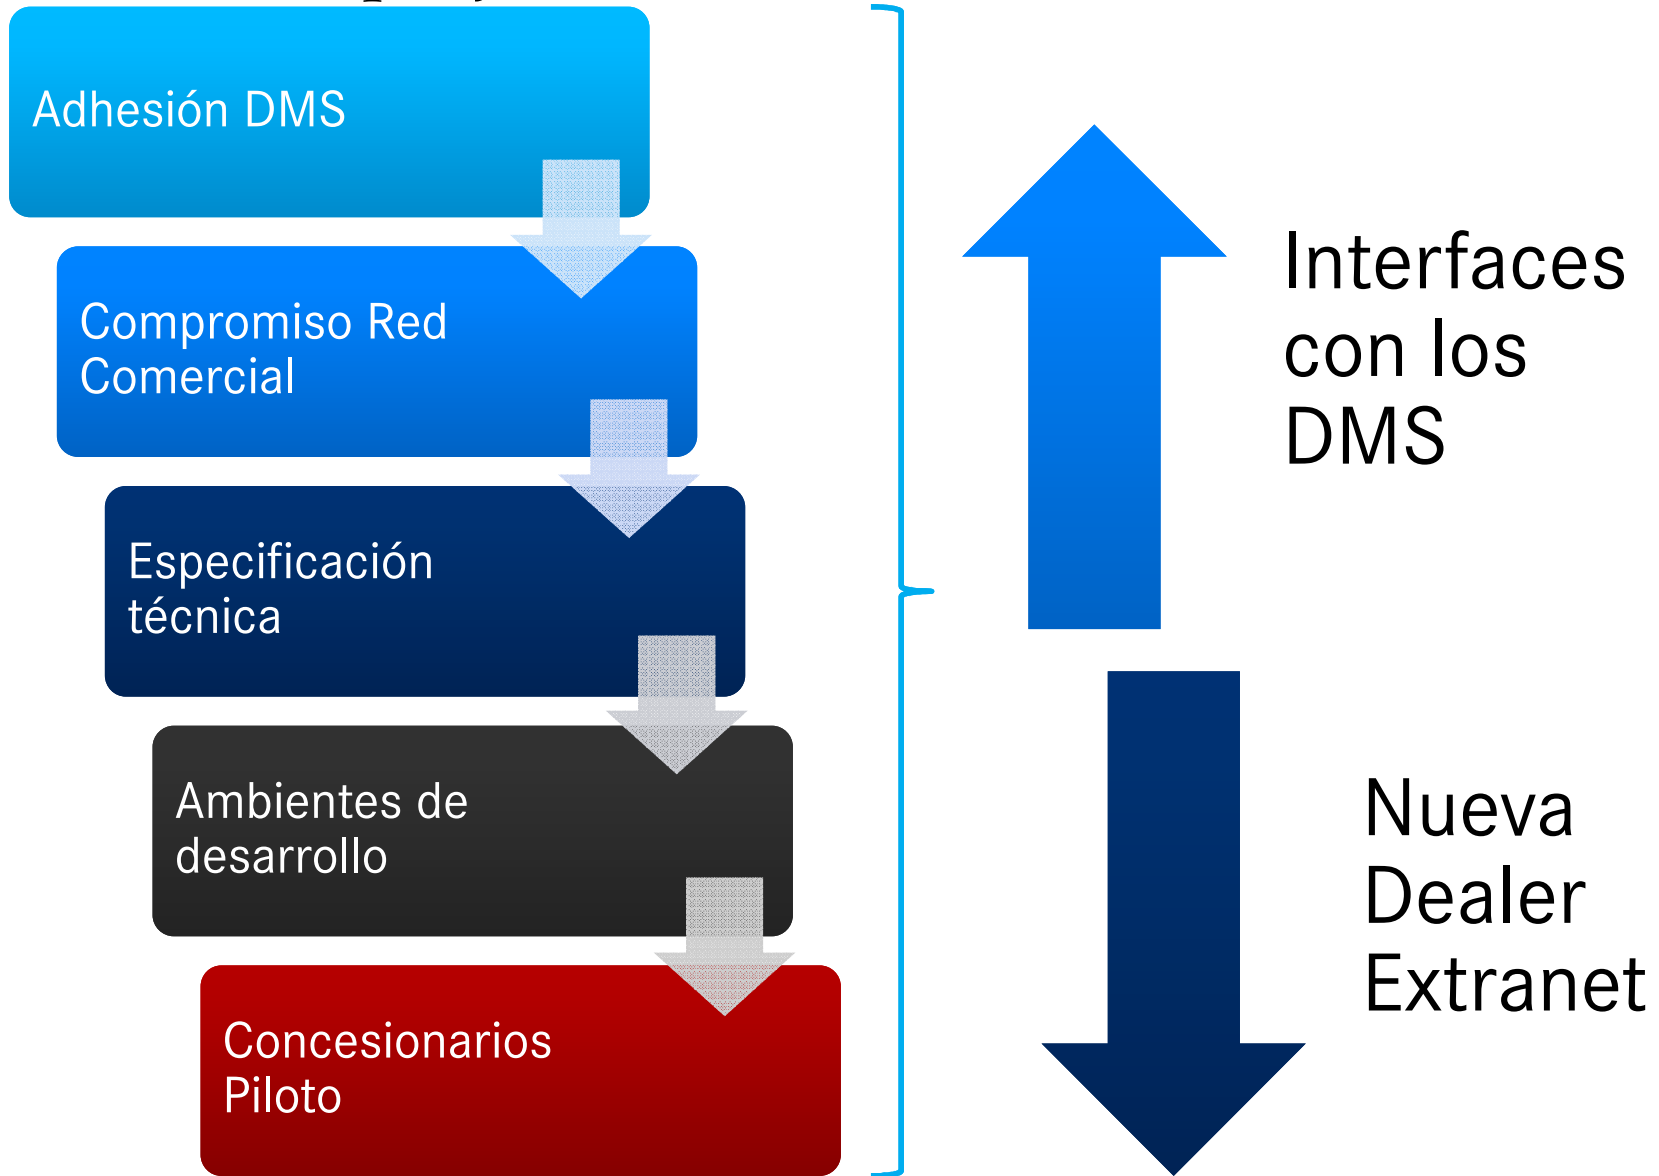 Adhesión DMS
Compromiso Red
Comercial
Especificación
técnica
Ambientes de
desarrollo
Concesionarios
Piloto
Interfaces
con los
DMS
Nueva
Dealer
Extranet